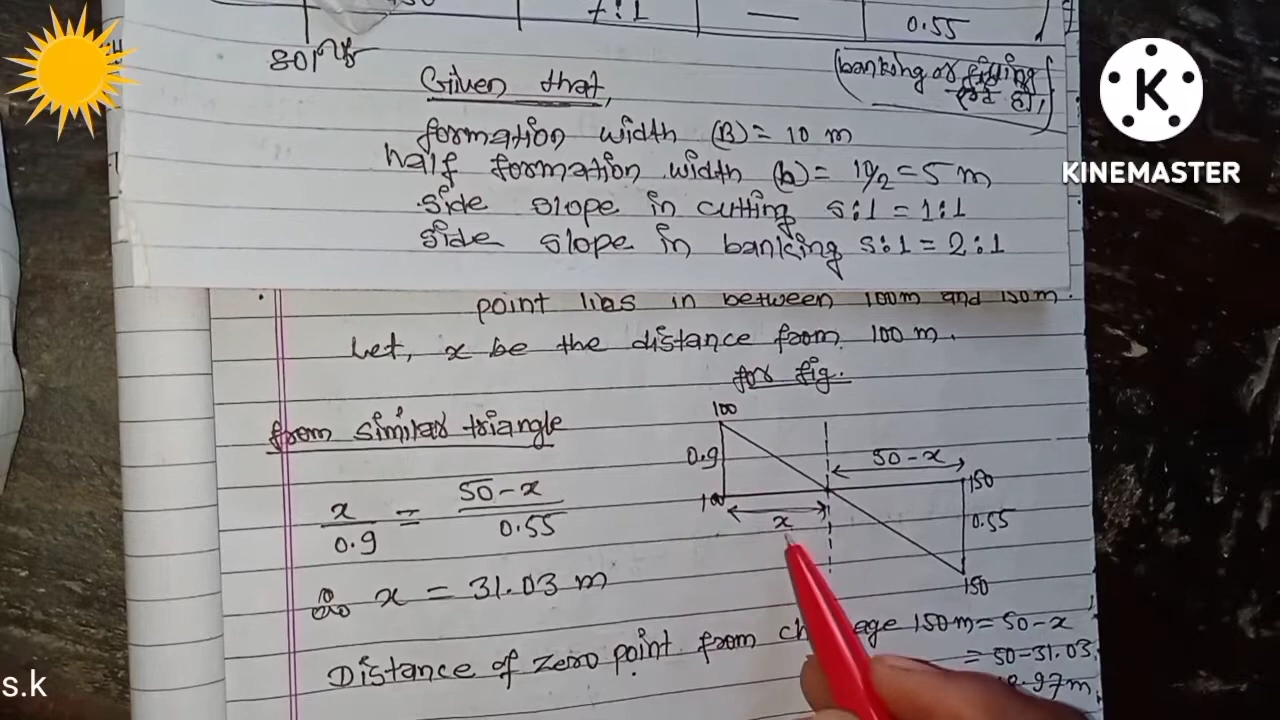 1:1 — 0.55
Given that,
(banking or filling
formation width (B) = 10 m
half formation width (b) = 10/2 = 5 m
side slope in cutting s:1 = 1:1
side slope in banking s:1 = 2:1
K
KINEMASTER
point lies in between 100m and 150m.
Let, x be the distance from 100 m.
for fig.
from similar triangle
x/0.9 = 50-x/0.55
x = 31.03 m
100
0.9
100
x
50-x
150
0.55
150
Distance of zero point from 150m = 50-x
= 50-31.03
s.k